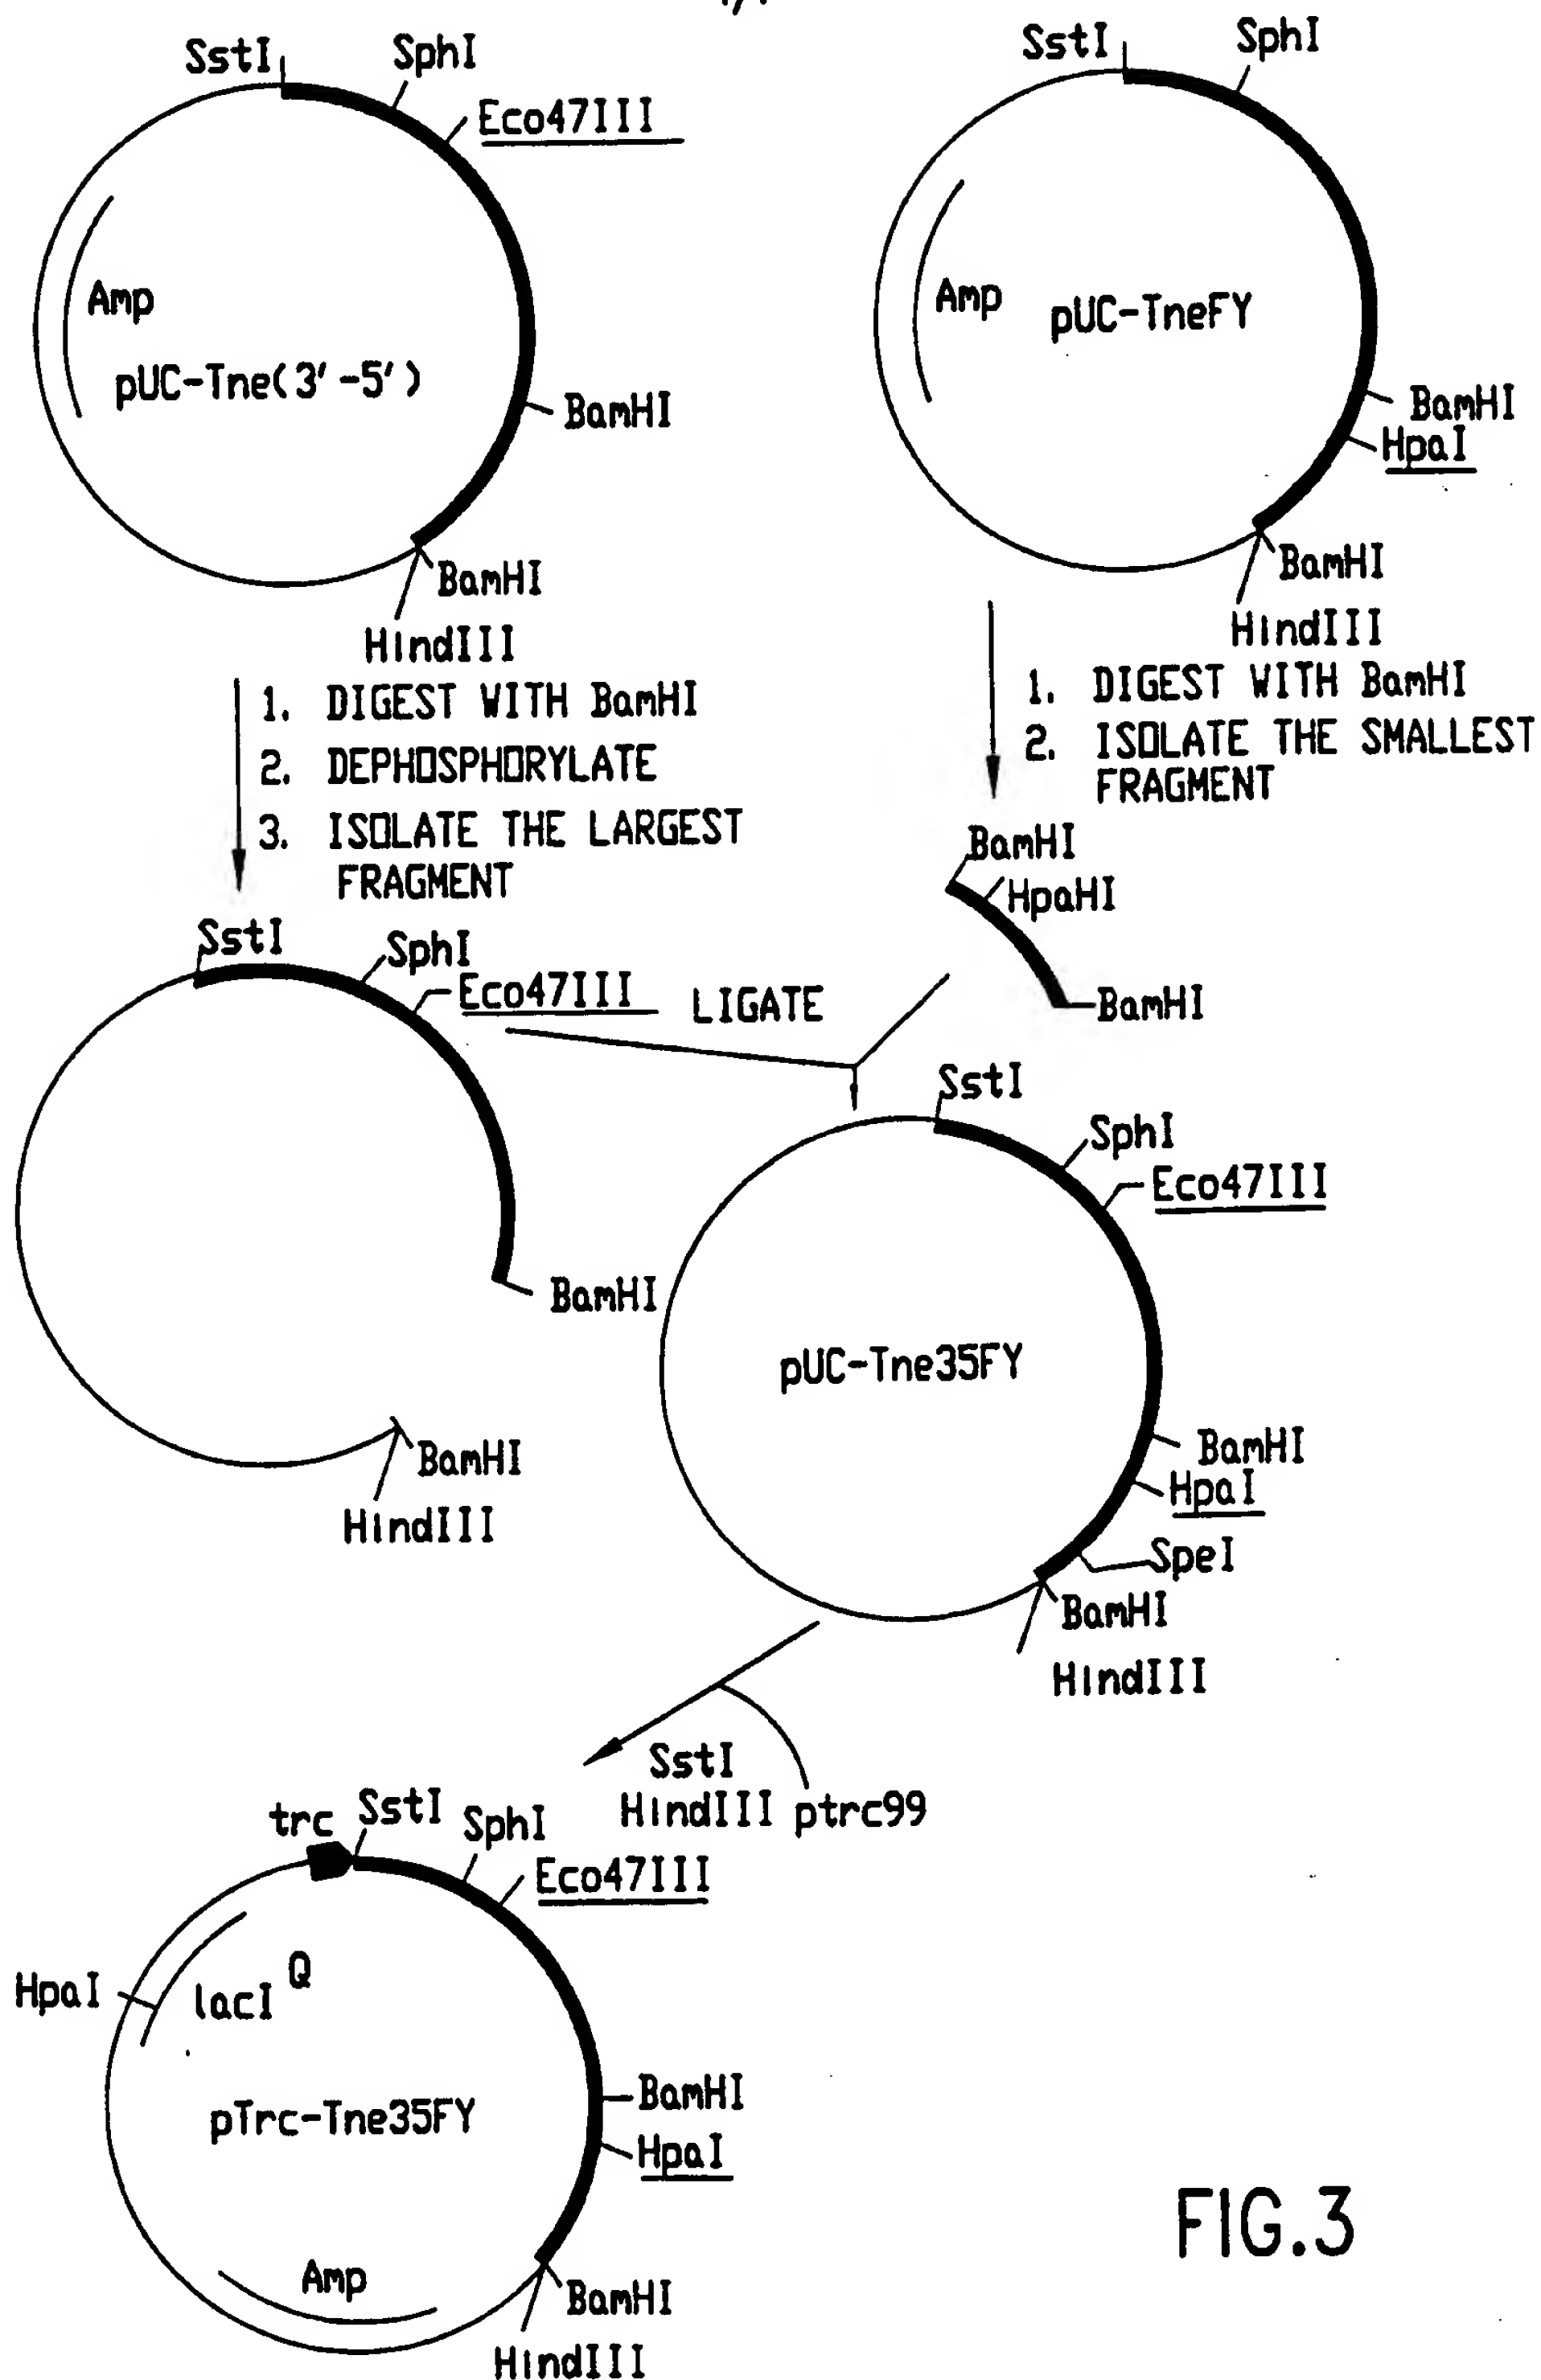 SstI
SphI
Eco47III
Amp
pUC-Tne(3'-5')
BamHI
BamHI
HindIII
SstI
SphI
Amp
pUC-TneFY
BamHI
HpaI
BamHI
HindIII
1. DIGEST WITH BamHI
2. DEPHOSPHORYLATE
3. ISOLATE THE LARGEST
FRAGMENT
1. DIGEST WITH BamHI
2. ISOLATE THE SMALLEST
FRAGMENT
BamHI
HpaHI
BamHI
SstI
SphI
Eco47III
LIGATE
BamHI
BamHI
HindIII
SstI
SphI
Eco47III
pUC-Tne35FY
BamHI
HpaI
SpeI
BamHI
HindIII
SstI
HindIII
ptrc99
trc
SstI
SphI
Eco47III
HpaI
lacI Q
pTrc-Tne35FY
BamHI
HpaI
Amp
BamHI
HindIII
FIG.3